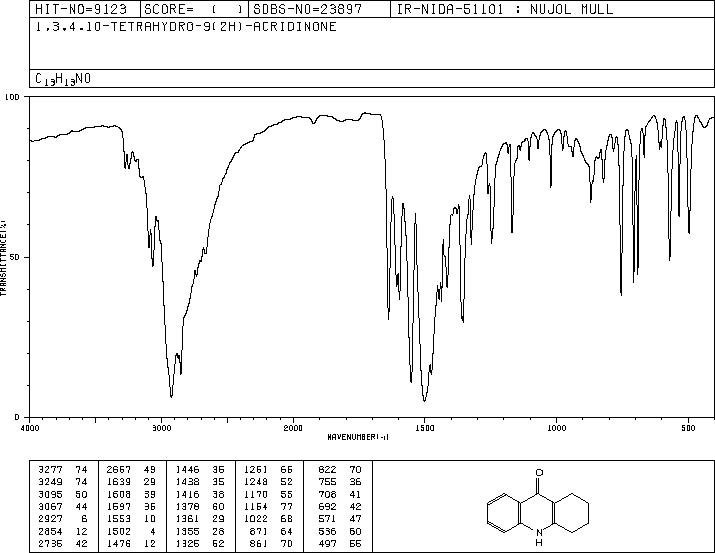 HIT-NO=9123 SCORE= ( ) SDBS-NO=23897 IR-NIDA-51101 : NUJOL MULL
1,3,4,10-TETRAHYDRO-9(2H)-ACRIDINONE
C13H13NO
100
50
0
TRANSMITTANCE(%)
4000 3000 2000 1500 1000 500
WAVENUMBER(-1)
3277 74 2667 49 1446 35 1261 66 822 70
3249 74 1639 29 1438 35 1248 52 755 36
3095 50 1608 39 1416 38 1170 55 708 41
3067 44 1597 35 1378 60 1154 77 692 42
2927 6 1553 10 1361 29 1022 68 571 47
2854 12 1502 4 1355 28 871 64 536 60
2735 42 1476 12 1325 52 861 70 497 55
O
N
H